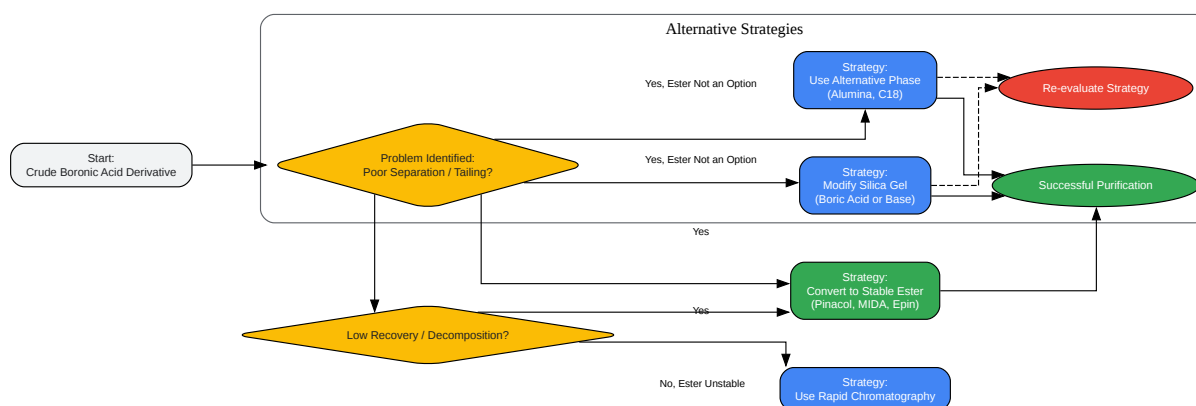 Alternative Strategies
Strategy:
Use Alternative Phase
(Alumina, C18)
Yes, Ester Not an Option
Re-evaluate Strategy
Start:
Crude Boronic Acid Derivative
Problem Identified:
Poor Separation / Tailing?
Yes, Ester Not an Option
Strategy:
Modify Silica Gel
(Boric Acid or Base)
Successful Purification
Yes
Strategy:
Convert to Stable Ester
(Pinacol, MIDA, Epin)
Yes
Low Recovery / Decomposition?
No, Ester Unstable
Strategy:
Use Rapid Chromatography